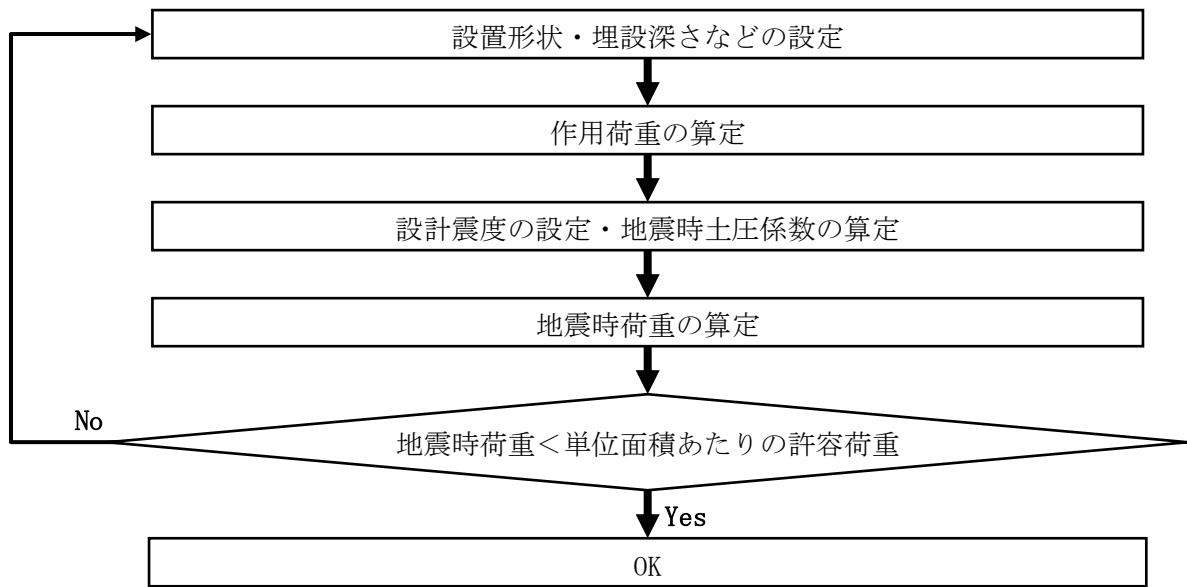 設置形状・埋設深さなどの設定
作用荷重の算定
設計震度の設定・地震時土圧係数の算定
地震時荷重の算定
No
地震時荷重＜単位面積あたりの許容荷重
Yes
OK